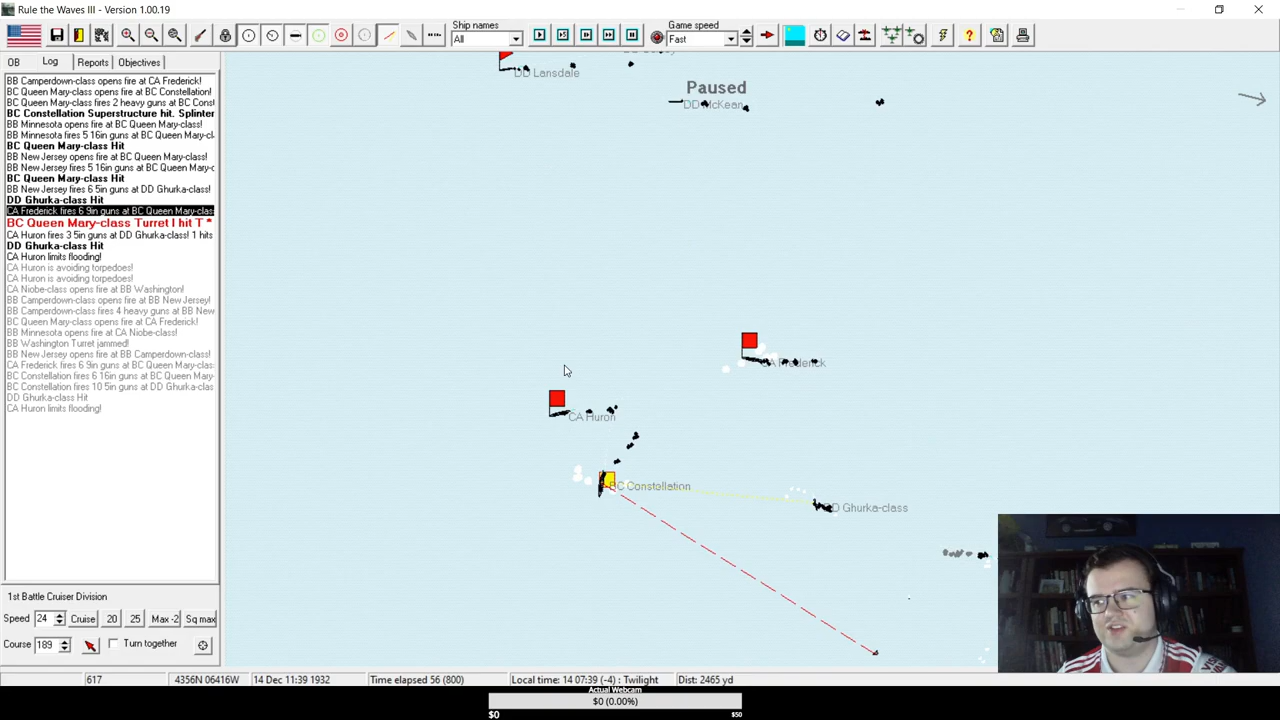 Rule the Waves III - Version 1.00.19
Ship names
All
Game speed
Fast
OB
Log
Reports
Objectives
BB Camperdown-class opens fire at CA Frederick!
BC Queen Mary-class opens fire at BC Constellation!
BC Queen Mary-class fires 2 heavy guns at BC Const
BC Constellation Superstructure hit. Splinter
BB Minnesota opens fire at BC Queen Mary-class!
BB Minnesota fires 5 16in guns at BC Queen Mary-cl
BC Queen Mary-class Hit
BB New Jersey opens fire at BC Queen Mary-class!
BB New Jersey fires 5 16in guns at BC Queen Mary-c
BC Queen Mary-class Hit
BB New Jersey fires 6 5in guns at DD Ghurka-class!
DD Ghurka-class Hit
CA Frederick fires 6 9in guns at BC Queen Mary-clas
BC Queen Mary-class Turret I hit T *
CA Huron fires 3 5in guns at DD Ghurka-class! 1 hits
DD Ghurka-class Hit
CA Huron limits flooding!
CA Huron is avoiding torpedoes!
CA Huron is avoiding torpedoes!
CA Niobe-class opens fire at BB Washington!
BB Camperdown-class opens fire at BB New Jersey!
BB Camperdown-class fires 4 heavy guns at BB New
BC Queen Mary-class opens fire at CA Frederick!
BB Minnesota opens fire at CA Niobe-class!
BB Washington Turret jammed!
BB New Jersey opens fire at BB Camperdown-class!
CA Frederick fires 6 9in guns at BC Queen Mary-clas
BC Constellation fires 6 16in guns at BC Queen Mary
BC Constellation fires 10 5in guns at DD Ghurka-clas
DD Ghurka-class Hit
CA Huron limits flooding!
DD Lansdale
Paused
DD McKean
CA Frederick
CA Huron
BC Constellation
DD Ghurka-class
1st Battle Cruiser Division
Speed 24 Cruise 20 25 Max -2 Sq max
Course 189 Turn together
617
4356N 06416W
14 Dec 11:39 1932
Time elapsed 56 (800)
Local time: 14 07:39 (-4) : Twilight
Dist: 2465 yd
Actual Webcam
$0 (0.00%)
$0
$50